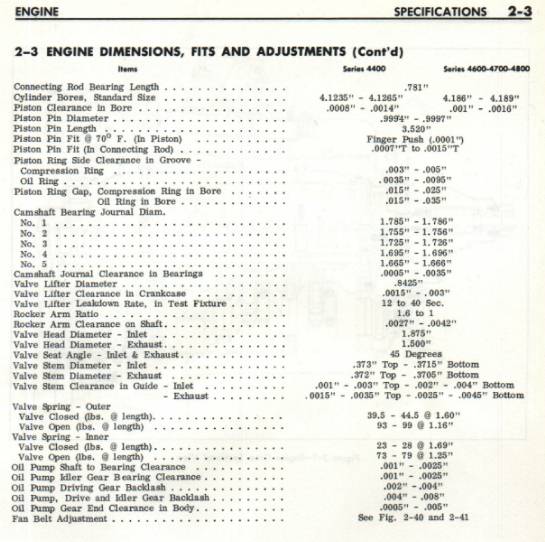 ENGINE SPECIFICATIONS 2-3
2-3 ENGINE DIMENSIONS, FITS AND ADJUSTMENTS (Cont'd)
Items Series 4400 Series 4600-4700-4800
Connecting Rod Bearing Length . . . . . . . . . . . . . . . .781"
Cylinder Bores, Standard Size . . . . . . . . . . . . . . . 4.1235" - 4.1265" 4.186" - 4.189"
Piston Clearance in Bore . . . . . . . . . . . . . . . .0008" - .0014" .001" - .0016"
Piston Pin Diameter . . . . . . . . . . . . . . . .9994" - .9997"
Piston Pin Length . . . . . . . . . . . . . . . 3.520"
Piston Pin Fit @ 70° F. (In Piston) . . . . . . . . . . . . Finger Push (.0001")
Piston Pin Fit (In Connecting Rod) . . . . . . . . . . . . .0007"T to .0015"T
Piston Ring Side Clearance in Groove -
Compression Ring . . . . . . . . . . . . . . . .003" - .005"
Oil Ring . . . . . . . . . . . . . . . .0035" - .0095"
Piston Ring Gap, Compression Ring in Bore . . . . . . . . .015" - .025"
Oil Ring in Bore . . . . . . . . . . . .015" - .035"
Camshaft Bearing Journal Diam.
No. 1 . . . . . . . . . . . . . . . 1.785" - 1.786"
No. 2 . . . . . . . . . . . . . . . 1.755" - 1.756"
No. 3 . . . . . . . . . . . . . . . 1.725" - 1.726"
No. 4 . . . . . . . . . . . . . . . 1.695" - 1.696"
No. 5 . . . . . . . . . . . . . . . 1.665" - 1.666"
Camshaft Journal Clearance in Bearings . . . . . . . . . .0005" - .0035"
Valve Lifter Diameter . . . . . . . . . . . . . . . .8425"
Valve Lifter Clearance in Crankcase . . . . . . . . . . .0015" - .003"
Valve Lifter Leakdown Rate, in Test Fixture . . . . . . . 12 to 40 Sec.
Rocker Arm Ratio . . . . . . . . . . . . . . . 1.6 to 1
Rocker Arm Clearance on Shaft. . . . . . . . . . . . . . .0027" - .0042"
Valve Head Diameter - Inlet . . . . . . . . . . . . . . . 1.875"
Valve Head Diameter - Exhaust. . . . . . . . . . . . . . 1.500"
Valve Seat Angle - Inlet & Exhaust. . . . . . . . . . . . 45 Degrees
Valve Stem Diameter - Inlet . . . . . . . . . . . . . . .373" Top - .3715" Bottom
Valve Stem Diameter - Exhaust . . . . . . . . . . . . . .372" Top - .3705" Bottom
Valve Stem Clearance in Guide - Inlet . . . . . . . . . . .001" - .003" Top - .002" - .004" Bottom
- Exhaust . . . . . . . . . .0015" - .0035" Top - .0025" - .0045" Bottom
Valve Spring - Outer
Valve Closed (lbs. @ length). . . . . . . . . . . . . . . 39.5 - 44.5 @ 1.60"
Valve Open (lbs. @ length) . . . . . . . . . . . . . . . 93 - 99 @ 1.16"
Valve Spring - Inner
Valve Closed (lbs. @ length). . . . . . . . . . . . . . . 23 - 28 @ 1.69"
Valve Open (lbs. @ length) . . . . . . . . . . . . . . . 73 - 79 @ 1.25"
Oil Pump Shaft to Bearing Clearance . . . . . . . . . . .001" - .0025"
Oil Pump Idler Gear Bearing Clearance . . . . . . . . . . .001" - .0025"
Oil Pump Driving Gear Backlash . . . . . . . . . . . . . .002" - .004"
Oil Pump, Drive and Idler Gear Backlash . . . . . . . . . .004" - .008"
Oil Pump Gear End Clearance in Body . . . . . . . . . . . .0005" - .005"
Fan Belt Adjustment . . . . . . . . . . . . . . . See Fig. 2-40 and 2-41